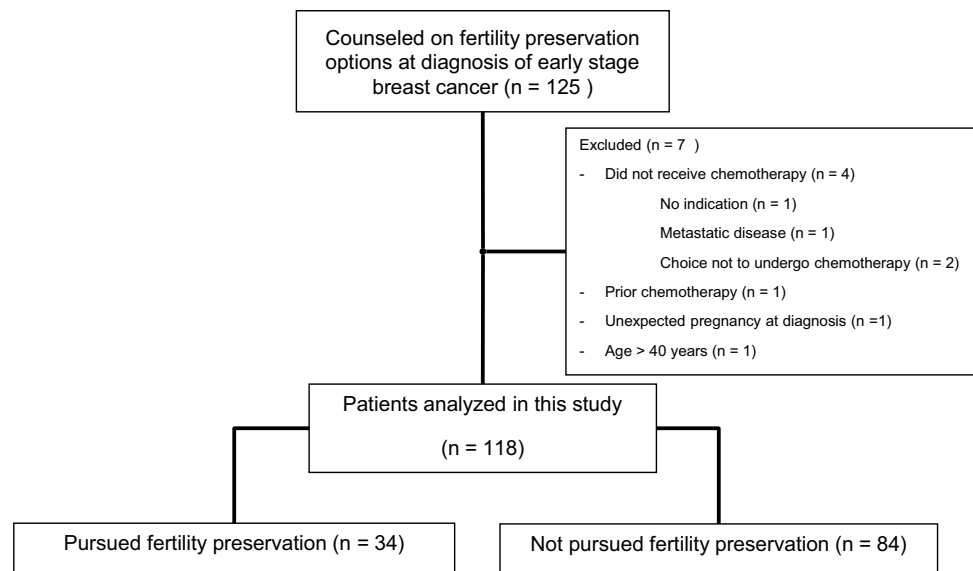 Counseled on fertility preservation
options at diagnosis of early stage
breast cancer (n = 125 )
Excluded (n = 7 )
- Did not receive chemotherapy (n = 4)
No indication (n = 1)
Metastatic disease (n = 1)
Choice not to undergo chemotherapy (n = 2)
- Prior chemotherapy (n = 1)
- Unexpected pregnancy at diagnosis (n =1)
- Age > 40 years (n = 1)
Patients analyzed in this study
(n = 118)
Pursued fertility preservation (n = 34)
Not pursued fertility preservation (n = 84)